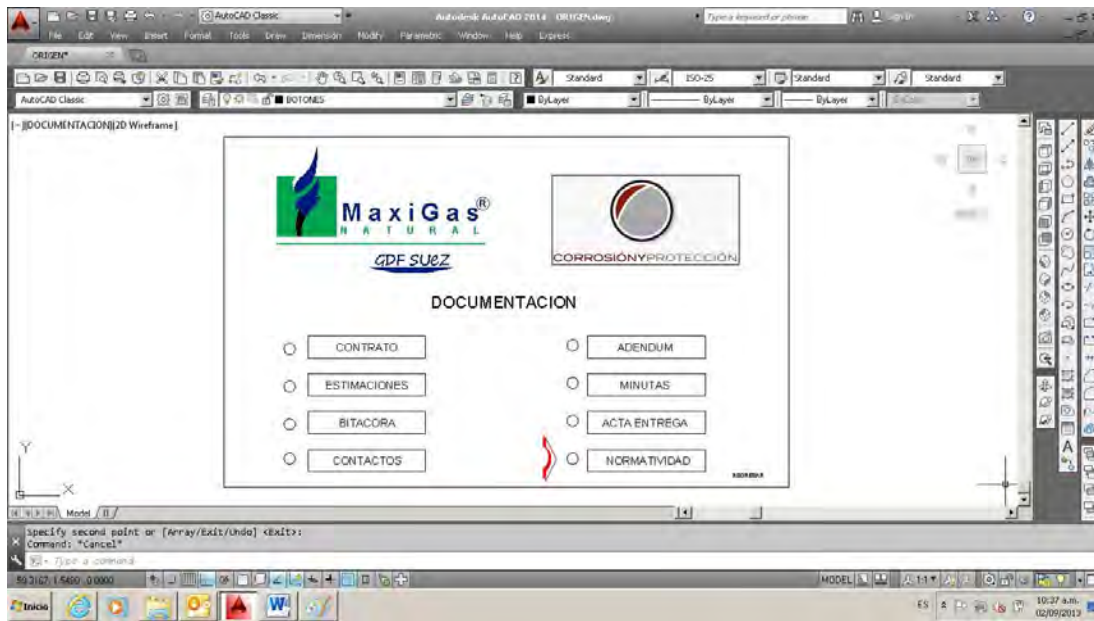 AutoCAD Classic
Autodesk AutoCAD 2014 ORIGEN.dwg
Type a keyword or phrase
Sign In
File Edit View Insert Format Tools Draw Dimension Modify Parametric Window Help Express
ORIGEN*
Standard ISO-25 Standard Standard
AutoCAD Classic BOTONES ByLayer ByLayer ByLayer
[-][DOCUMENTACION][2D Wireframe]
MaxiGas®
NATURAL
GDF SUEZ
CORROSIÓNYPROTECCIÓN
DOCUMENTACION
CONTRATO ADENDUM
ESTIMACIONES MINUTAS
BITACORA ACTA ENTREGA
CONTACTOS NORMATIVIDAD
Y
X
Model
Specify second point or [Array/Exit/Undo] <Exit>:
Command: *Cancel*
Type a command
MODEL 1:1
Inicio ES 10:37 a.m.
02/09/2013